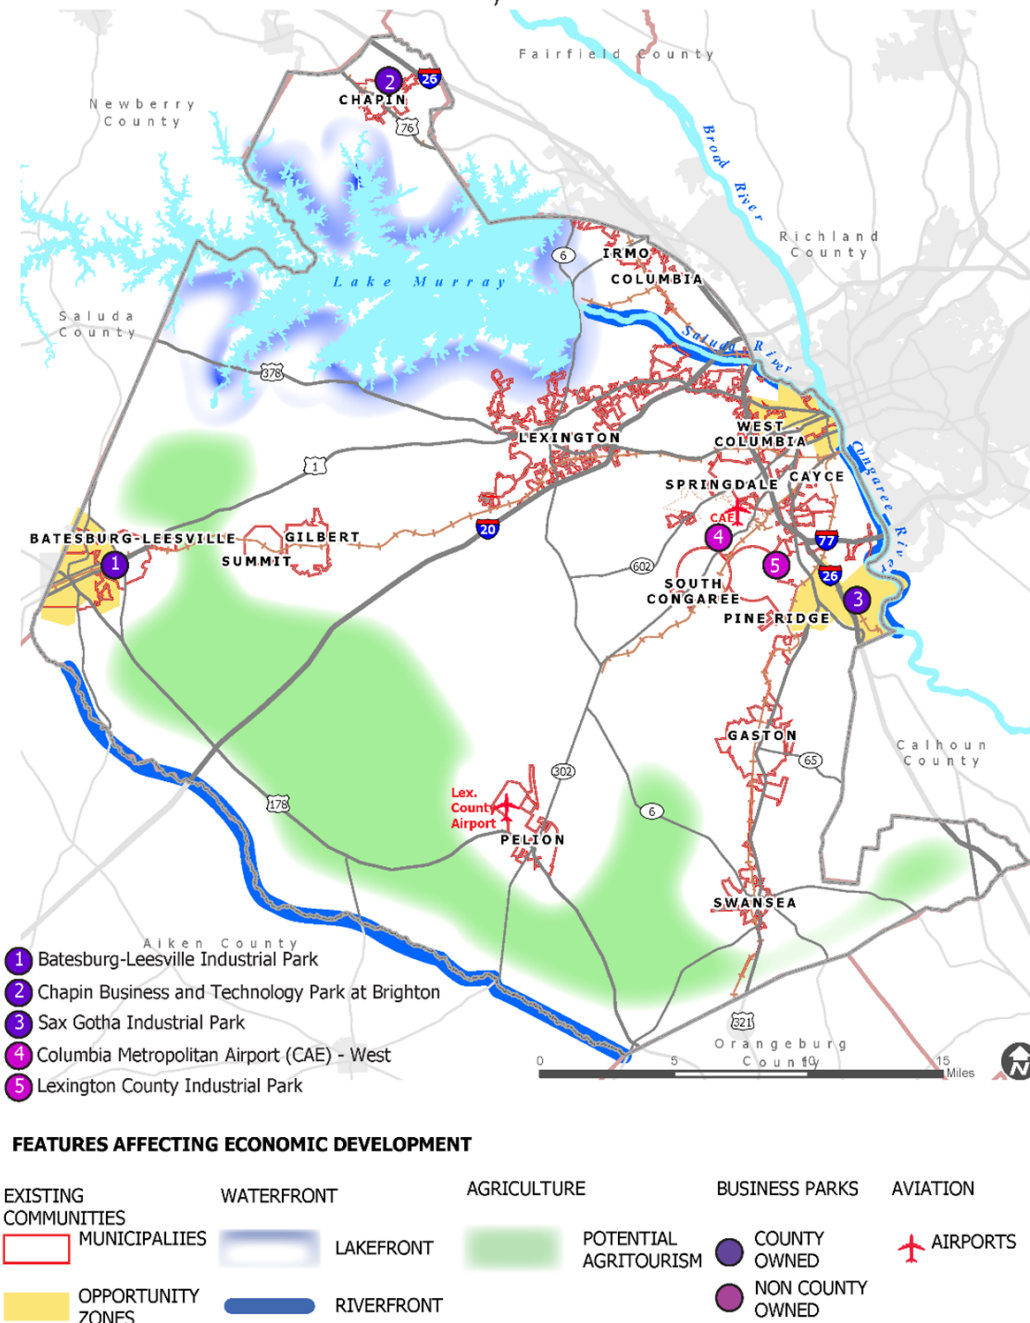 Fairfield County
Newberry
County
2
26
CHAPIN
76
Broad River
Richland
County
6
IRMO
COLUMBIA
Lake Murray
Saluda
County
Saluda River
378
WEST
COLUMBIA
LEXINGTON
1
SPRINGDALE
CAYCE
Congaree River
CAE
20
4
77
BATESBURG-LEESVILLE
GILBERT
SUMMIT
1
602
5
26
SOUTH
CONGAREE
3
PINE RIDGE
GASTON
Calhoun
County
65
302
Lex.
County
Airport
178
6
PELION
SWANSEA
Aiken County
321
Orangeburg
County
0 5 10 15
Miles
N
1 Batesburg-Leesville Industrial Park
2 Chapin Business and Technology Park at Brighton
3 Sax Gotha Industrial Park
4 Columbia Metropolitan Airport (CAE) - West
5 Lexington County Industrial Park
FEATURES AFFECTING ECONOMIC DEVELOPMENT
EXISTING
COMMUNITIES
MUNICIPALIIES
OPPORTUNITY
ZONES
WATERFRONT
LAKEFRONT
RIVERFRONT
AGRICULTURE
POTENTIAL
AGRITOURISM
BUSINESS PARKS
COUNTY
OWNED
NON COUNTY
OWNED
AVIATION
AIRPORTS